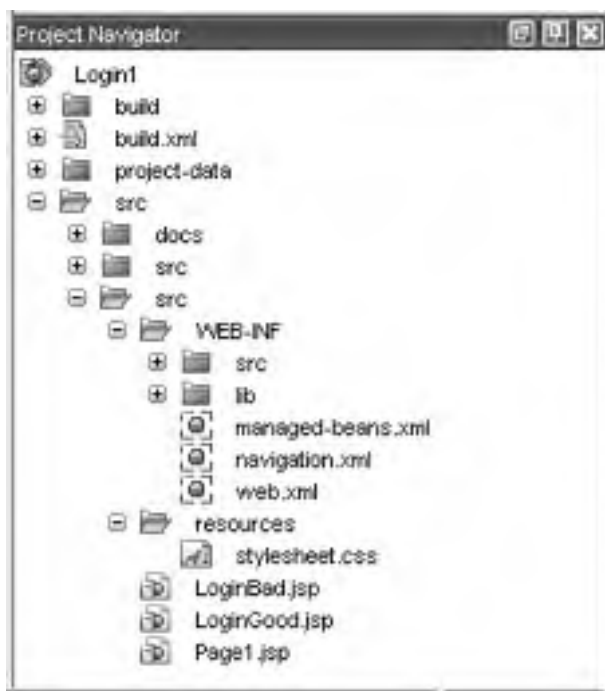 Project Navigator
Login1
build
build.xml
project-data
src
docs
src
src
WEB-INF
src
lib
managed-beans.xml
navigation.xml
web.xml
resources
stylesheet.css
LoginBad.jsp
LoginGood.jsp
Page1.jsp